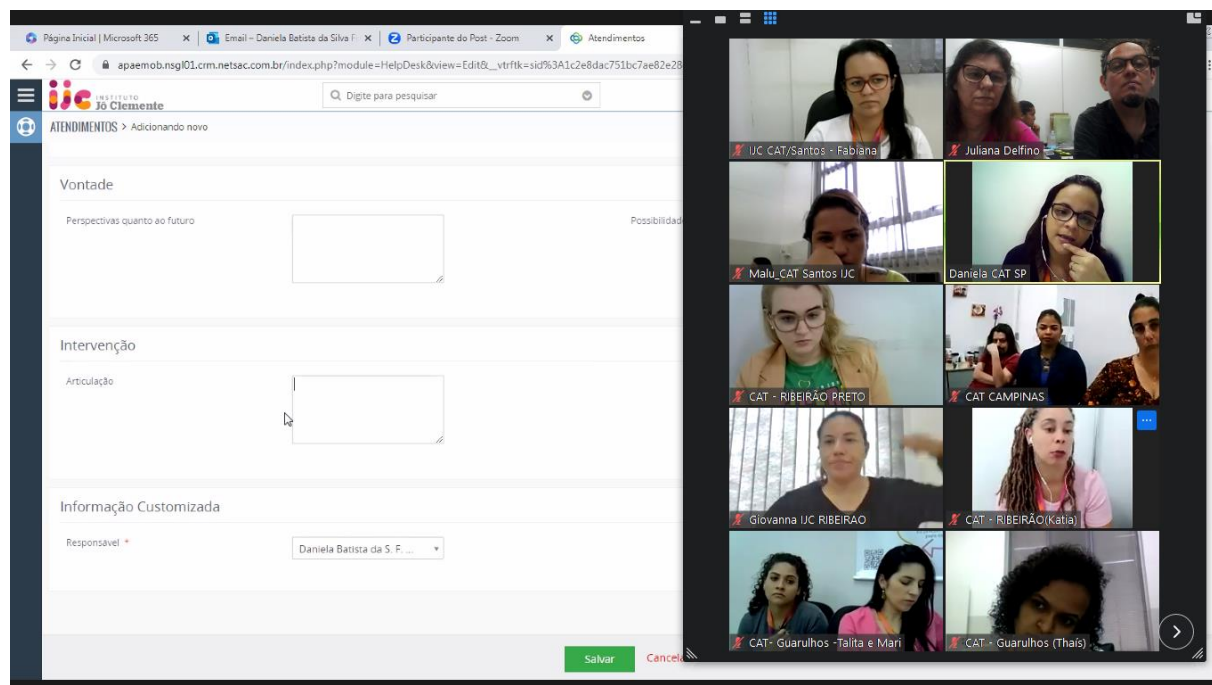 Página Inicial | Microsoft 365
Email – Daniela Batista da Silva F
Participante do Post - Zoom
Atendimentos
apaemob.nsgl01.crm.netsac.com.br/index.php?module=HelpDesk&view=Edit&__vtrftk=sid%3A1c2e8dac751bc7ae82e28
ijc INSTITUTO
Jô Clemente
Digite para pesquisar
ATENDIMENTOS > Adicionando novo
Vontade
Perspectivas quanto ao futuro
Possibilidad
Intervenção
Articulação
Informação Customizada
Responsável *
Daniela Batista da S. F. ...
Salvar
Cancela
IJC CAT/Santos - Fabiana
Juliana Delfino
Malu_CAT Santos IJC
Daniela CAT SP
CAT - RIBEIRÃO PRETO
CAT CAMPINAS
Giovanna IJC RIBEIRAO
CAT - RIBEIRÃO(Katia)
CAT- Guarulhos -Talita e Mari
CAT - Guarulhos (Thaís)